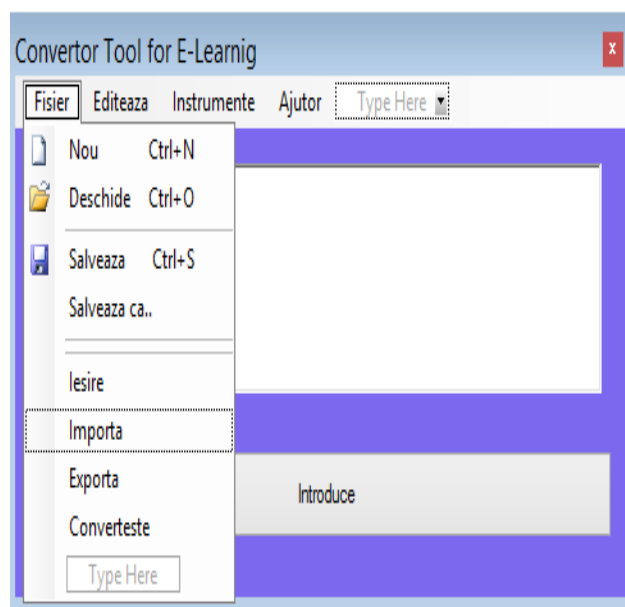 Convertor Tool for E-Learnig
x
Fisier Editeaza Instrumente Ajutor Type Here
Nou Ctrl+N
Deschide Ctrl+O
Salveaza Ctrl+S
Salveaza ca..
Iesire
Importa
Exporta
Introduce
Converteste
Type Here